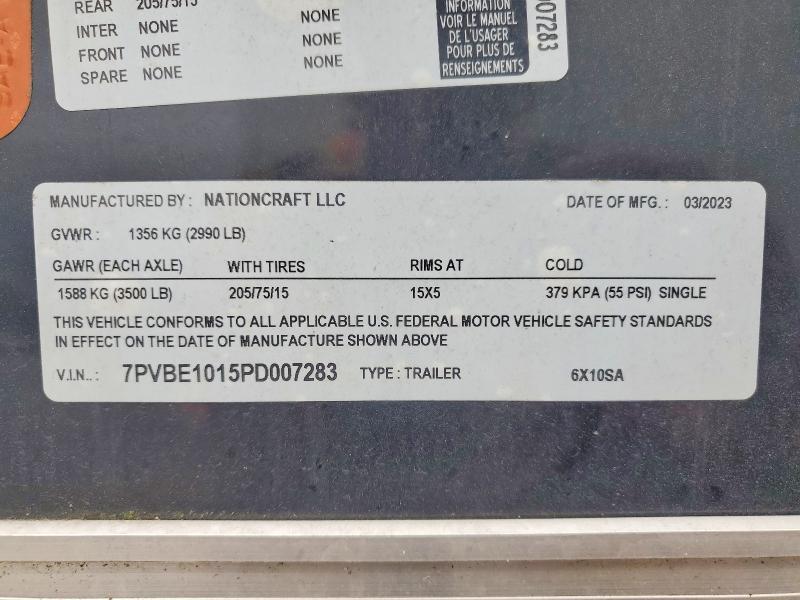 REAR 205/75/15
INTER NONE NONE
FRONT NONE NONE
SPARE NONE NONE
INFORMATION
VOIR LE MANUEL
DE L'USAGER
POUR PLUS DE
RENSEIGNEMENTS
007283
MANUFACTURED BY: NATIONCRAFT LLC DATE OF MFG.: 03/2023
GVWR: 1356 KG (2990 LB)
GAWR (EACH AXLE) WITH TIRES RIMS AT COLD
1588 KG (3500 LB) 205/75/15 15X5 379 KPA (55 PSI) SINGLE
THIS VEHICLE CONFORMS TO ALL APPLICABLE U.S. FEDERAL MOTOR VEHICLE SAFETY STANDARDS
IN EFFECT ON THE DATE OF MANUFACTURE SHOWN ABOVE
V.I.N..: 7PVBE1015PD007283 TYPE: TRAILER 6X10SA